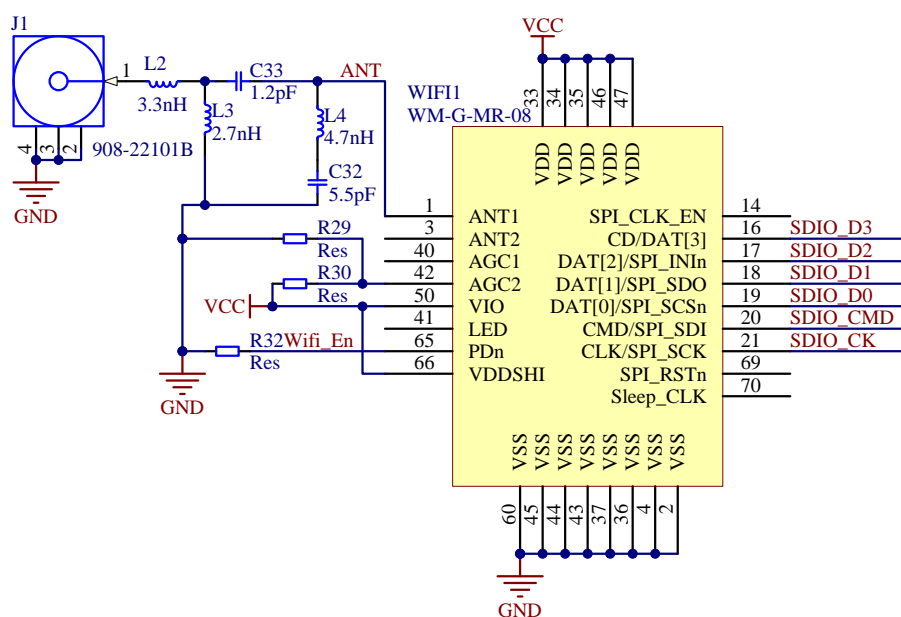 J1
VCC
1
L2
C33
ANT
3.3nH
1.2pF
WIFI1
WM-G-MR-08
33
34
35
46
47
L3
2.7nH
L4
4.7nH
4
3
2
908-22101B
VDD
VDD
VDD
VDD
VDD
C32
5.5pF
GND
1
ANT1
SPI_CLK_EN
14
R29
3
ANT2
CD/DAT[3]
16
SDIO_D3
Res
40
AGC1
DAT[2]/SPI_INIn
17
SDIO_D2
R30
42
AGC2
DAT[1]/SPI_SDO
18
SDIO_D1
VCC
Res
50
VIO
DAT[0]/SPI_SCSn
19
SDIO_D0
41
LED
CMD/SPI_SDI
20
SDIO_CMD
R32
Wifi_En
65
PDn
CLK/SPI_SCK
21
SDIO_CK
Res
66
VDDSHI
SPI_RSTn
69
Sleep_CLK
70
GND
VSS
VSS
VSS
VSS
VSS
VSS
VSS
VSS
60
45
44
43
37
36
4
2
GND